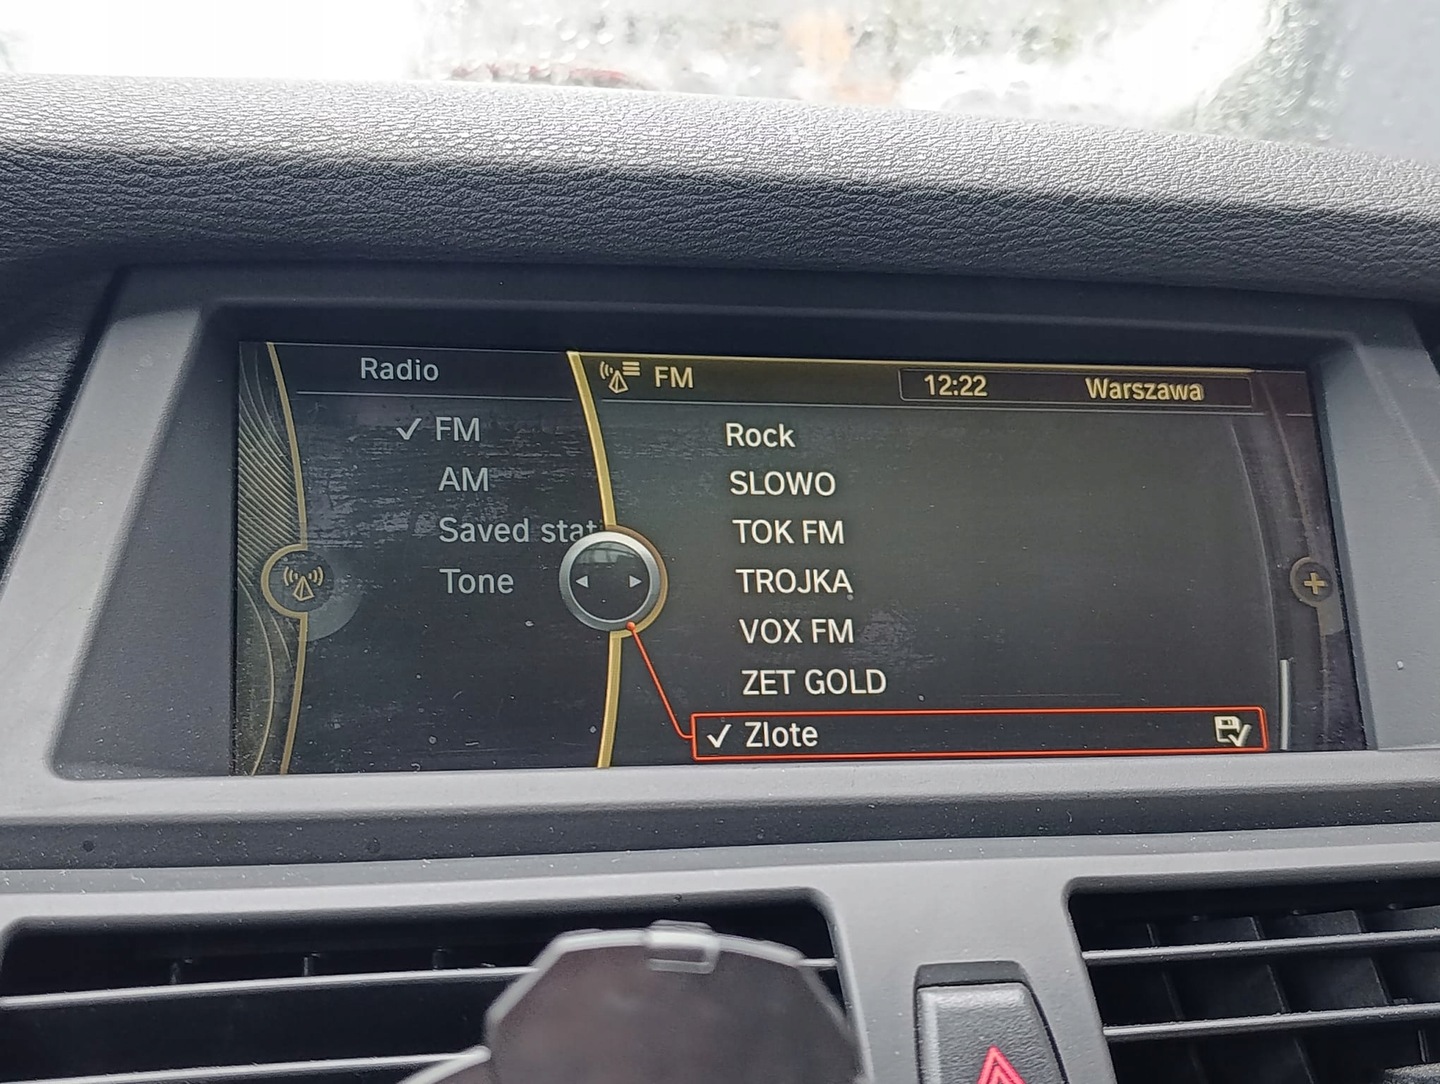 Radio
FM
AM
Saved stat
Tone
FM
12:22
Warszawa
Rock
SLOWO
TOK FM
TROJKA
VOX FM
ZET GOLD
Zlote